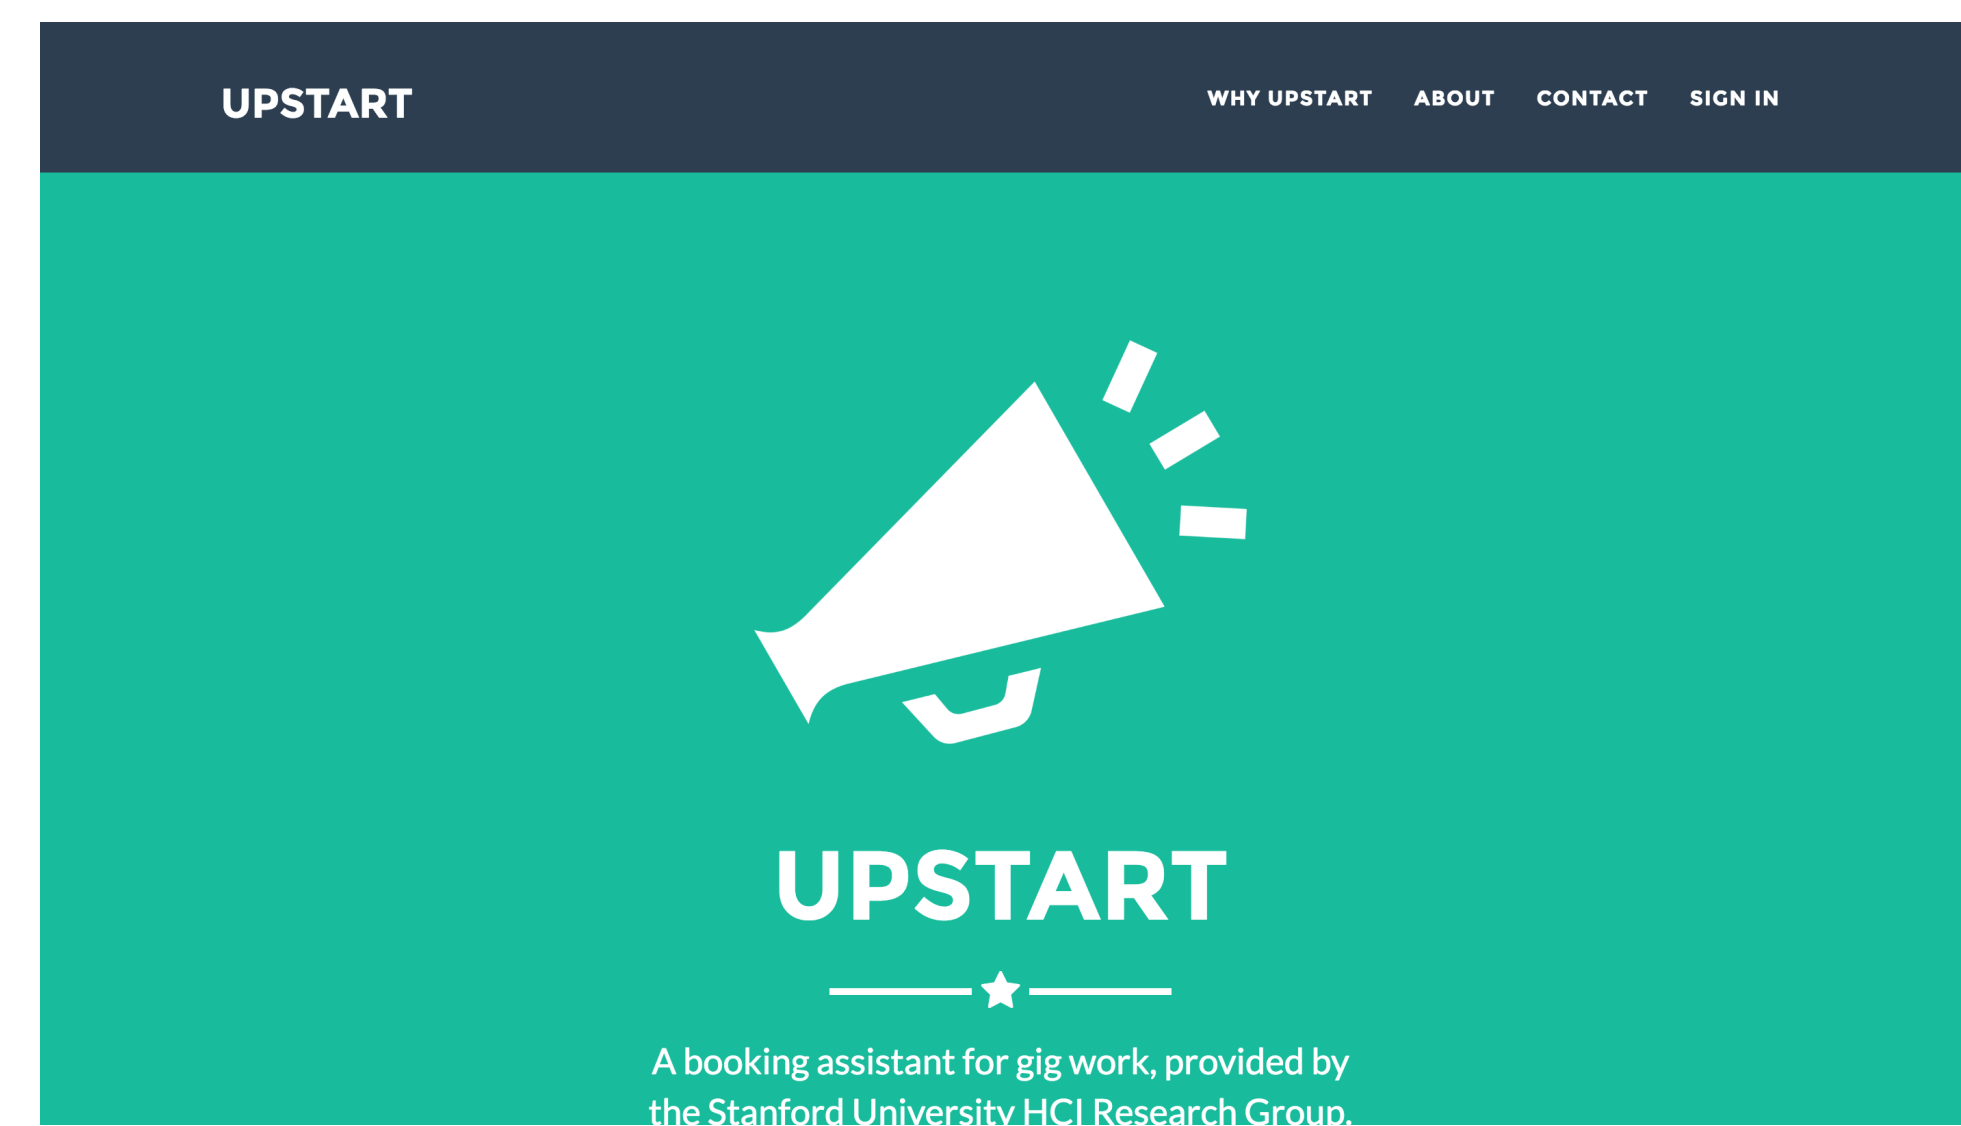 UPSTART
WHY UPSTART ABOUT CONTACT SIGN IN
UPSTART
A booking assistant for gig work, provided by
the Stanford University HCI Research Group.